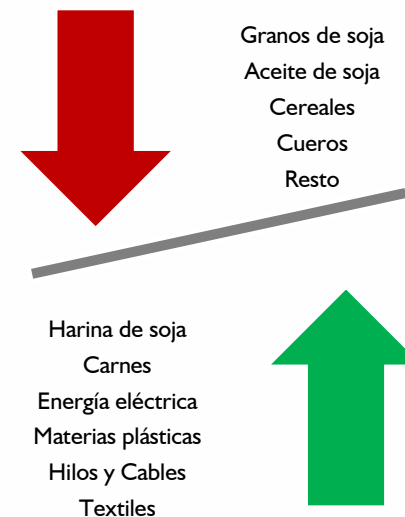 Granos de soja
Aceite de soja
Cereales
Cueros
Resto
Harina de soja
Carnes
Energía eléctrica
Materias plásticas
Hilos y Cables
Textiles